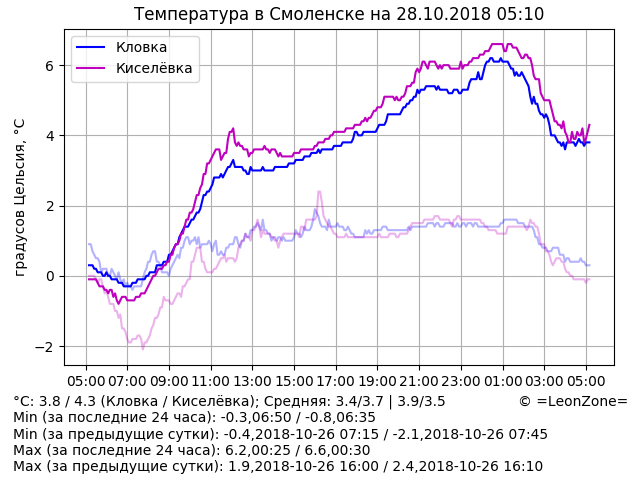 Температура в Смоленске на 28.10.2018 05:10
Кловка
Киселёвка
градусов Цельсия, °C
6
4
2
0
−2
05:00 07:00 09:00 11:00 13:00 15:00 17:00 19:00 21:00 23:00 01:00 03:00 05:00
°C: 3.8 / 4.3 (Кловка / Киселёвка); Средняя: 3.4/3.7 | 3.9/3.5 © =LeonZone=
Min (за последние 24 часа): -0.3,06:50 / -0.8,06:35
Min (за предыдущие сутки): -0.4,2018-10-26 07:15 / -2.1,2018-10-26 07:45
Max (за последние 24 часа): 6.2,00:25 / 6.6,00:30
Max (за предыдущие сутки): 1.9,2018-10-26 16:00 / 2.4,2018-10-26 16:10